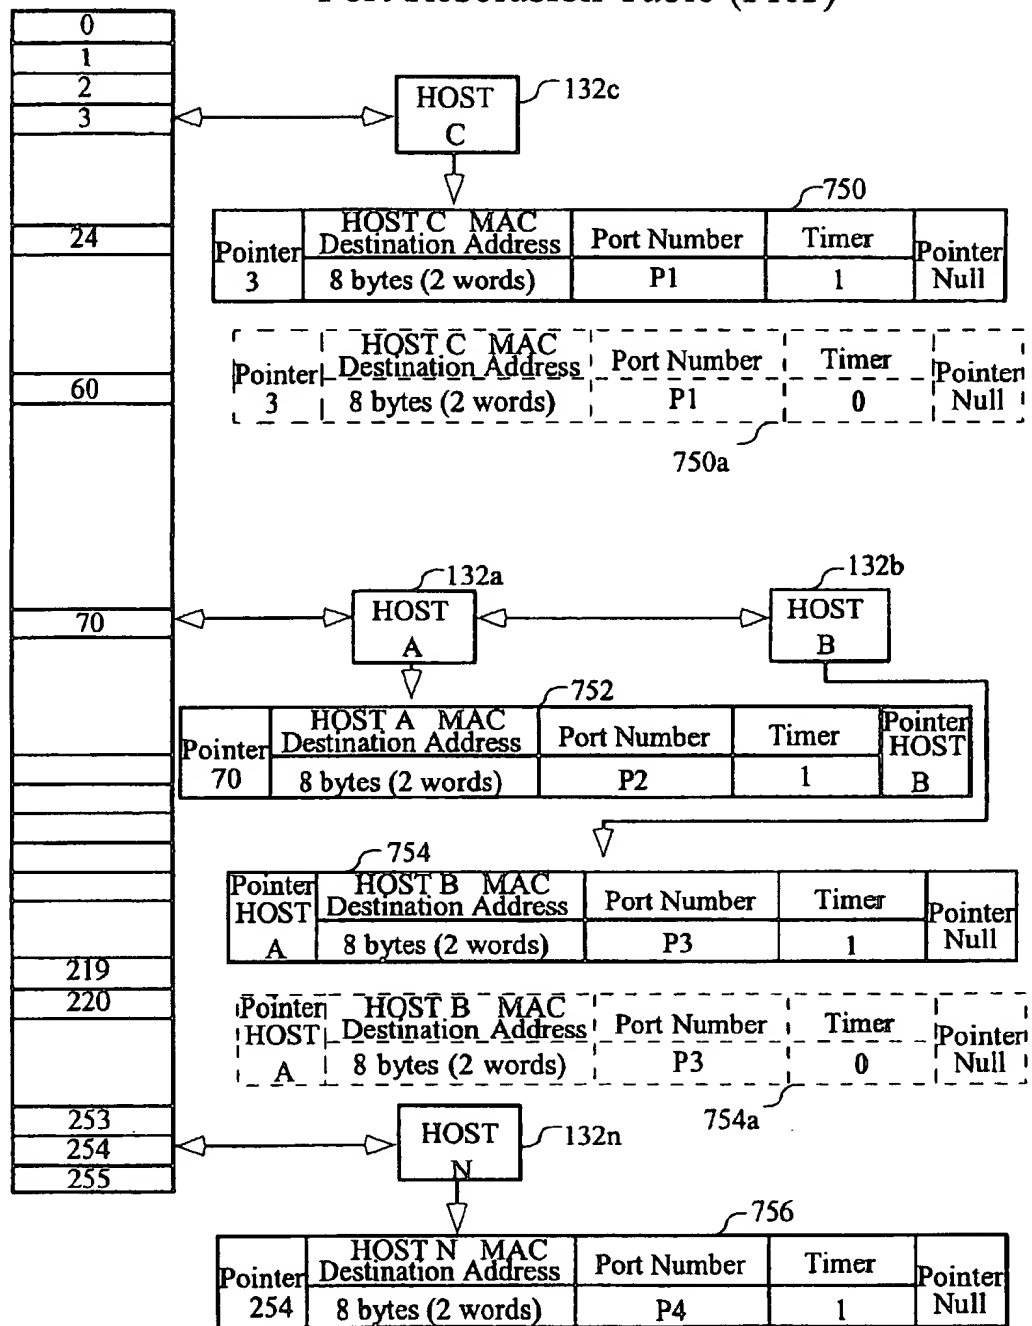 0
1
2
3
HOST
C
132c
750
24
Pointer
3
HOST C MAC
Destination Address
8 bytes (2 words)
Port Number
P1
Timer
1
Pointer
Null
60
Pointer
3
HOST C MAC
Destination Address
8 bytes (2 words)
Port Number
P1
Timer
0
Pointer
Null
750a
132a
HOST
A
132b
HOST
B
70
752
Pointer
70
HOST A MAC
Destination Address
8 bytes (2 words)
Port Number
P2
Timer
1
Pointer
HOST
B
754
Pointer
HOST
A
HOST B MAC
Destination Address
8 bytes (2 words)
Port Number
P3
Timer
1
Pointer
Null
219
220
Pointer
HOST
A
HOST B MAC
Destination Address
8 bytes (2 words)
Port Number
P3
Timer
0
Pointer
Null
754a
253
254
255
HOST
N
132n
756
Pointer
254
HOST N MAC
Destination Address
8 bytes (2 words)
Port Number
P4
Timer
1
Pointer
Null